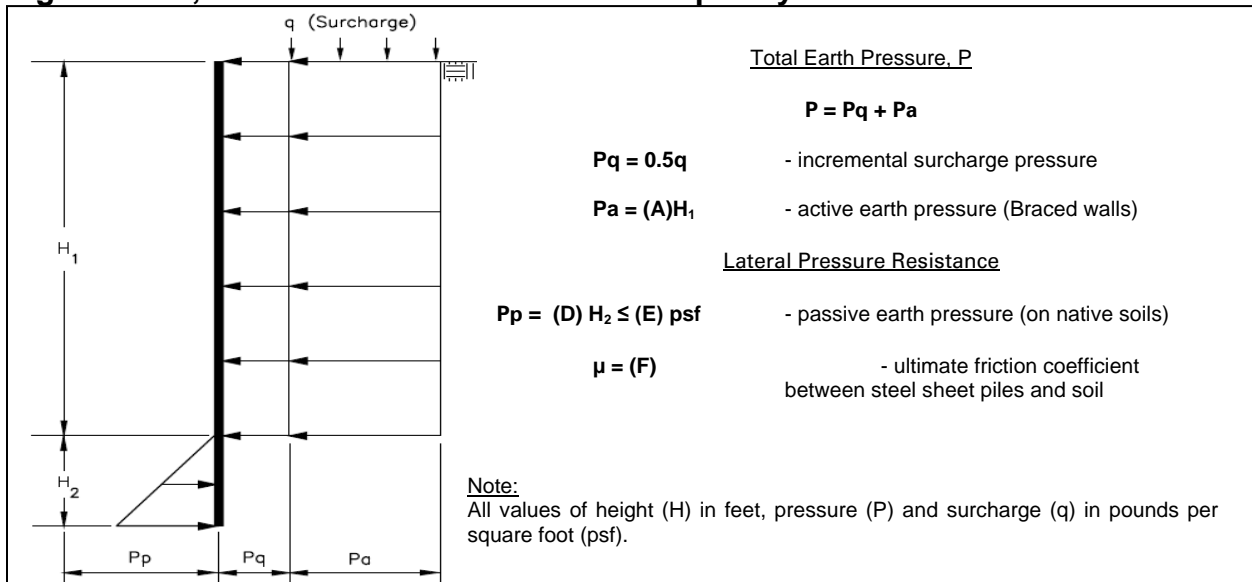 q (Surcharge)
H₁
H₂
Pp
Pq
Pa
Total Earth Pressure, P
P = Pq + Pa
Pq = 0.5q - incremental surcharge pressure
Pa = (A)H₁ - active earth pressure (Braced walls)
Lateral Pressure Resistance
Pp = (D) H₂ ≤ (E) psf - passive earth pressure (on native soils)
µ = (F) - ultimate friction coefficient
between steel sheet piles and soil
Note:
All values of height (H) in feet, pressure (P) and surcharge (q) in pounds per
square foot (psf).